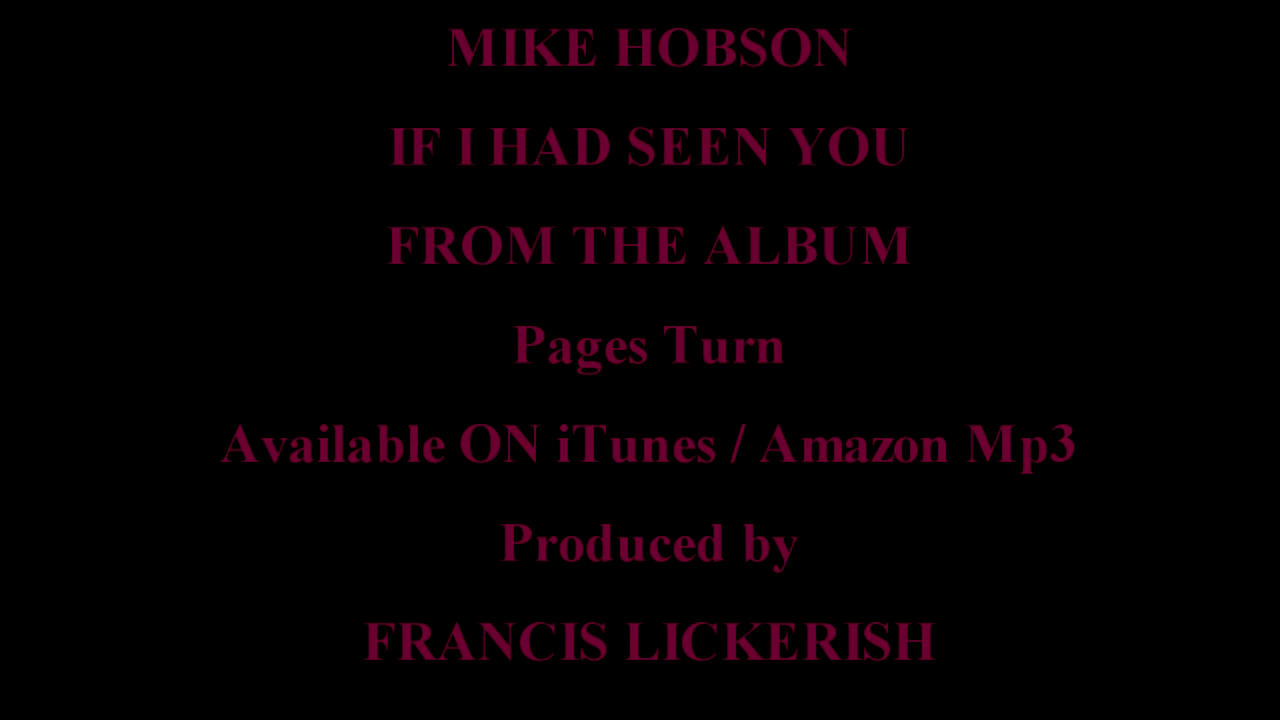 MIKE HOBSON
IF I HAD SEEN YOU
FROM THE ALBUM
Pages Turn
Available ON iTunes / Amazon Mp3
Produced by
FRANCIS LICKERISH